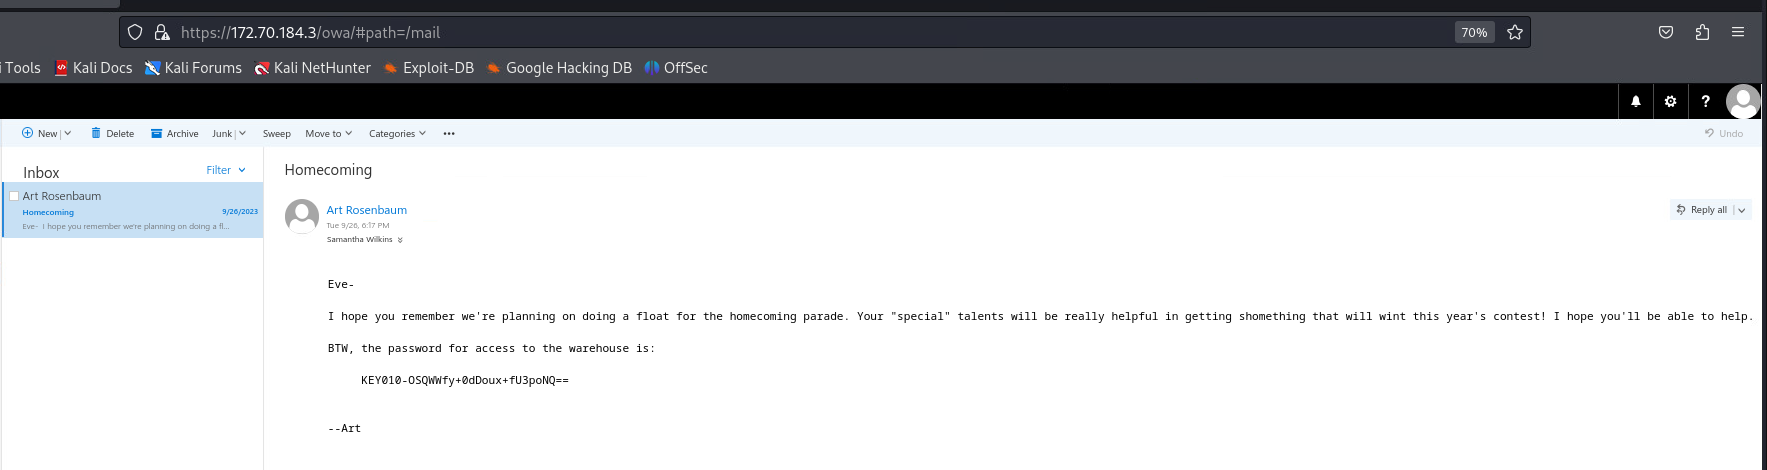 https://172.70.184.3/owa/#path=/mail
70%
i Tools Kali Docs Kali Forums Kali NetHunter Exploit-DB Google Hacking DB OffSec
?
New Delete Archive Junk Sweep Move to Categories ••• Undo
Inbox Filter
Art Rosenbaum
Homecoming 9/26/2023
Eve- I hope you remember we're planning on doing a fl...
Homecoming
Art Rosenbaum
Tue 9/26, 6:17 PM
Samantha Wilkins
Reply all
Eve-
I hope you remember we're planning on doing a float for the homecoming parade. Your "special" talents will be really helpful in getting shomething that will wint this year's contest! I hope you'll be able to help.
BTW, the password for access to the warehouse is:
KEY010-OSQWWfy+0dDoux+fU3poNQ==
--Art